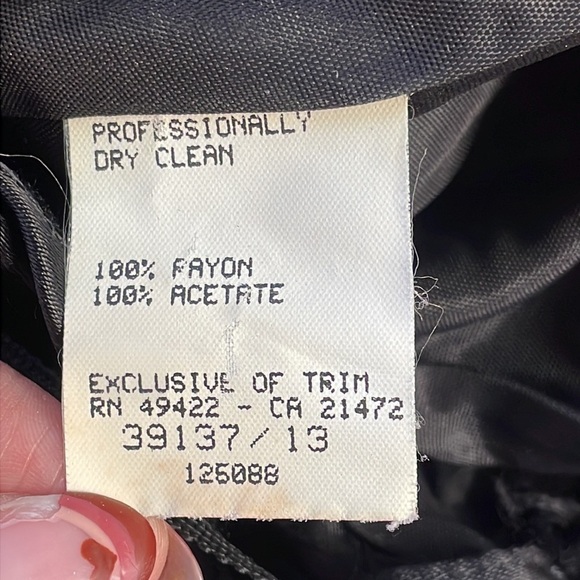 PROFESSIONALLY
DRY CLEAN
100% RAYON
100% ACETATE
EXCLUSIVE OF TRIM
RN 49422 - CA 21472
39137/13
125088